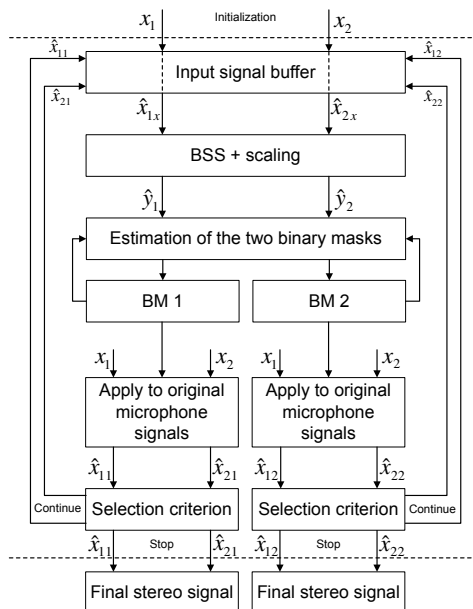 x₁ Initialization x₂
x̂₁₁ x̂₁₂
Input signal buffer
x̂₂₁ x̂₂₂
x̂₁ₓ x̂₂ₓ
BSS + scaling
ŷ₁ ŷ₂
Estimation of the two binary masks
BM 1 BM 2
x₁ x₂ x₁ x₂
Apply to original Apply to original
microphone microphone
signals signals
x̂₁₁ x̂₂₁ x̂₁₂ x̂₂₂
Continue Selection criterion Selection criterion Continue
x̂₁₁ Stop x̂₂₁ x̂₁₂ Stop x̂₂₂
Final stereo signal Final stereo signal